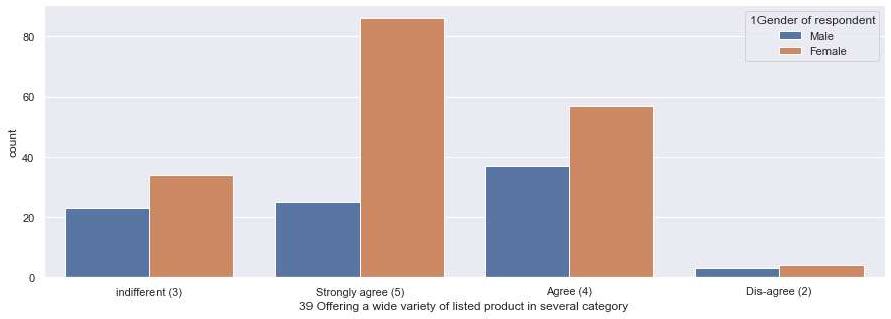 1Gender of respondent
Male
Female
80
60
40
20
0
count
indifferent (3)
Strongly agree (5)
Agree (4)
Dis-agree (2)
39 Offering a wide variety of listed product in several category